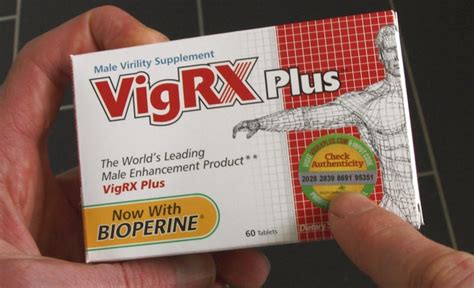 Male Virility Supplement
VigRX Plus
The World's Leading
Male Enhancement Product**
VigRX Plus
Now With
BIOPERINE®
60 Tablets
Check
Authenticity
2028 2839 8691 95351
Dietary